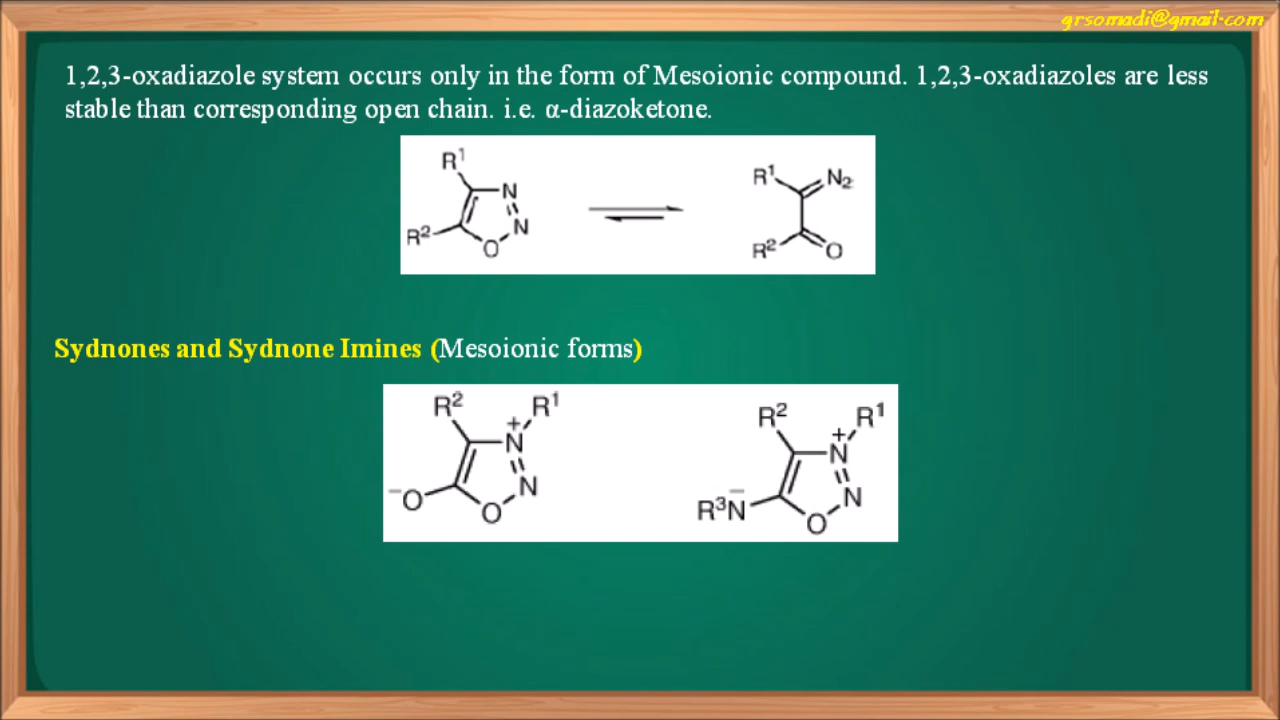 grsomadi@gmail.com
1,2,3-oxadiazole system occurs only in the form of Mesoionic compound. 1,2,3-oxadiazoles are less
stable than corresponding open chain. i.e. α-diazoketone.
R¹ N N O R²
R¹ N₂ R² O
Sydnones and Sydnone Imines (Mesoionic forms)
R² + R¹ N N O ⁻O
R² + R¹ N N O R³N̄